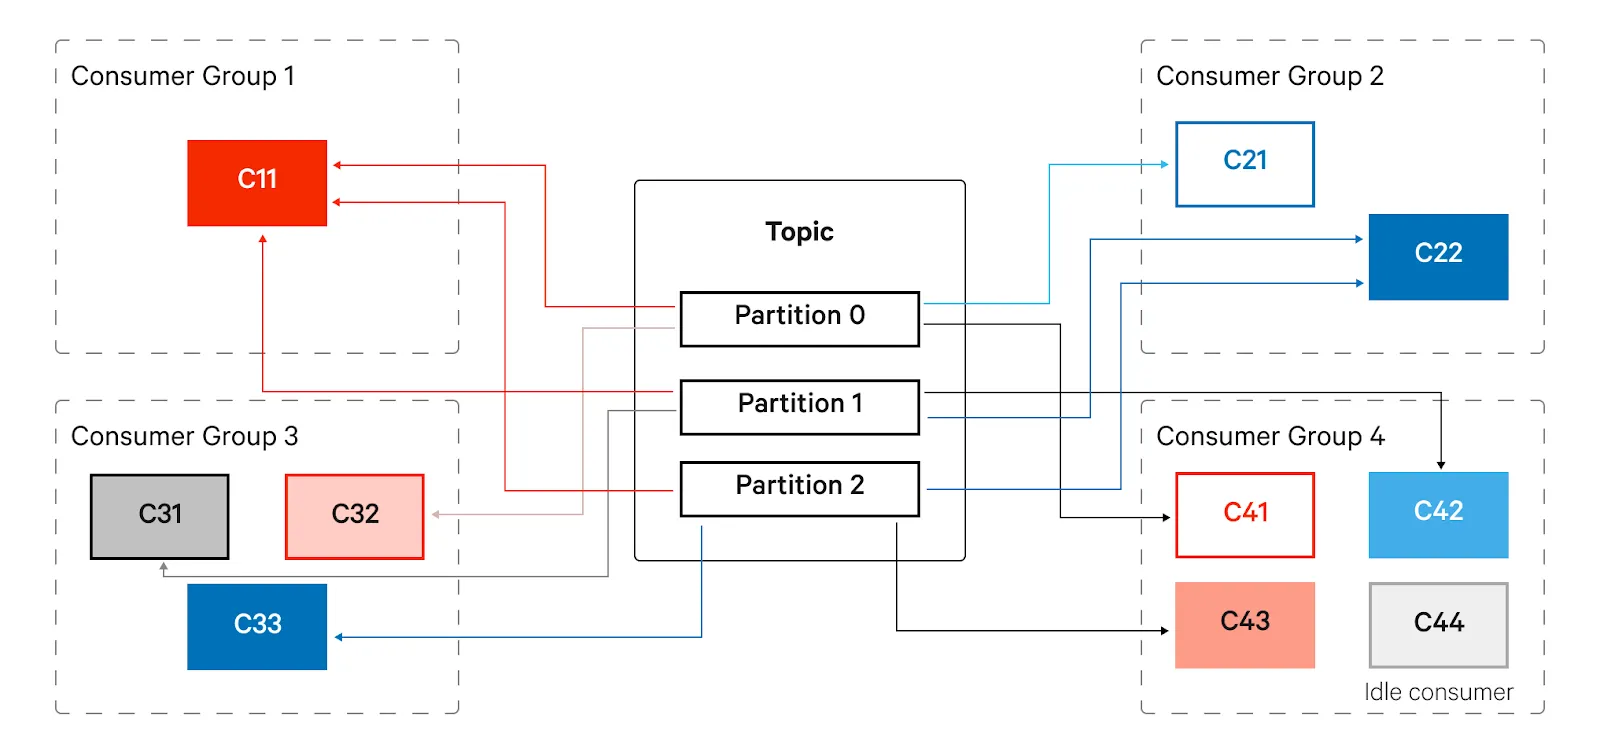 Consumer Group 1
C11
Consumer Group 2
C21
C22
Topic
Partition 0
Partition 1
Partition 2
Consumer Group 3
C31
C32
C33
Consumer Group 4
C41
C42
C43
C44
Idle consumer